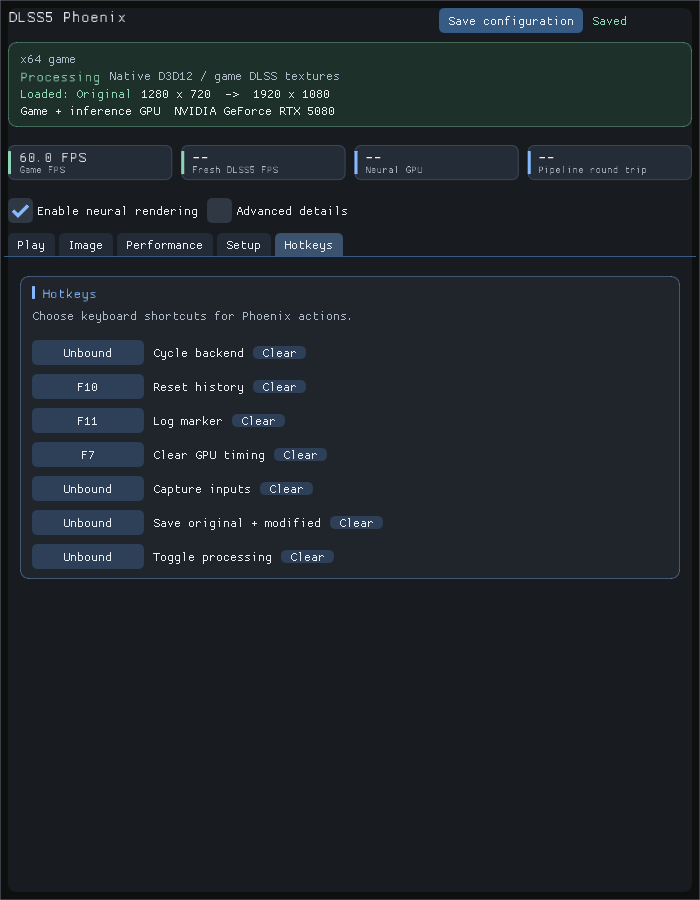 DLSS5 Phoenix
Save configuration Saved
x64 game
Processing Native D3D12 / game DLSS textures
Loaded: Original 1280 x 720 -> 1920 x 1080
Game + inference GPU NVIDIA GeForce RTX 5080
60.0 FPS
Game FPS
--
Fresh DLSS5 FPS
--
Neural GPU
--
Pipeline round trip
Enable neural rendering Advanced details
Play Image Performance Setup Hotkeys
Hotkeys
Choose keyboard shortcuts for Phoenix actions.
Unbound Cycle backend Clear
F10 Reset history Clear
F11 Log marker Clear
F7 Clear GPU timing Clear
Unbound Capture inputs Clear
Unbound Save original + modified Clear
Unbound Toggle processing Clear